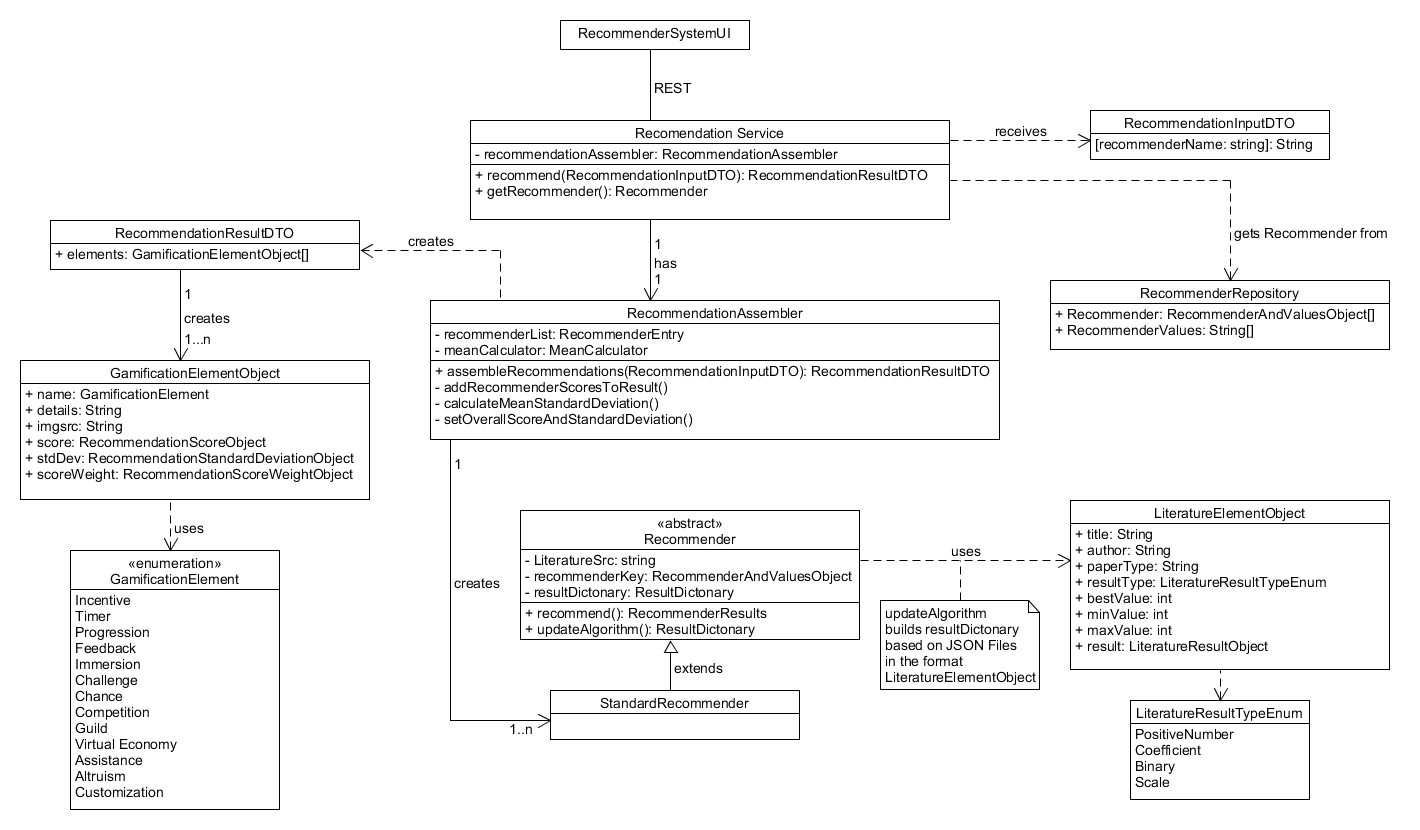 RecommenderSystemUI
REST
Recomendation Service
- recommendationAssembler: RecommendationAssembler
+ recommend(RecommendationInputDTO): RecommendationResultDTO
+ getRecommender(): Recommender
receives
RecommendationInputDTO
[recommenderName: string]: String
gets Recommender from
RecommenderRepository
+ Recommender: RecommenderAndValuesObject[]
+ RecommenderValues: String[]
RecommendationResultDTO
+ elements: GamificationElementObject[]
creates
1
has
1
1
creates
1...n
RecommendationAssembler
- recommenderList: RecommenderEntry
- meanCalculator: MeanCalculator
+ assembleRecommendations(RecommendationInputDTO): RecommendationResultDTO
- addRecommenderScoresToResult()
- calculateMeanStandardDeviation()
- setOverallScoreAndStandardDeviation()
GamificationElementObject
+ name: GamificationElement
+ details: String
+ imgsrc: String
+ score: RecommendationScoreObject
+ stdDev: RecommendationStandardDeviationObject
+ scoreWeight: RecommendationScoreWeightObject
uses
«enumeration»
GamificationElement
Incentive
Timer
Progression
Feedback
Immersion
Challenge
Chance
Competition
Guild
Virtual Economy
Assistance
Altruism
Customization
1
creates
1..n
«abstract»
Recommender
- LiteratureSrc: string
- recommenderKey: RecommenderAndValuesObject
- resultDictonary: ResultDictonary
+ recommend(): RecommenderResults
+ updateAlgorithm(): ResultDictonary
extends
StandardRecommender
uses
updateAlgorithm
builds resultDictonary
based on JSON Files
in the format
LiteratureElementObject
LiteratureElementObject
+ title: String
+ author: String
+ paperType: String
+ resultType: LiteratureResultTypeEnum
+ bestValue: int
+ minValue: int
+ maxValue: int
+ result: LiteratureResultObject
LiteratureResultTypeEnum
PositiveNumber
Coefficient
Binary
Scale